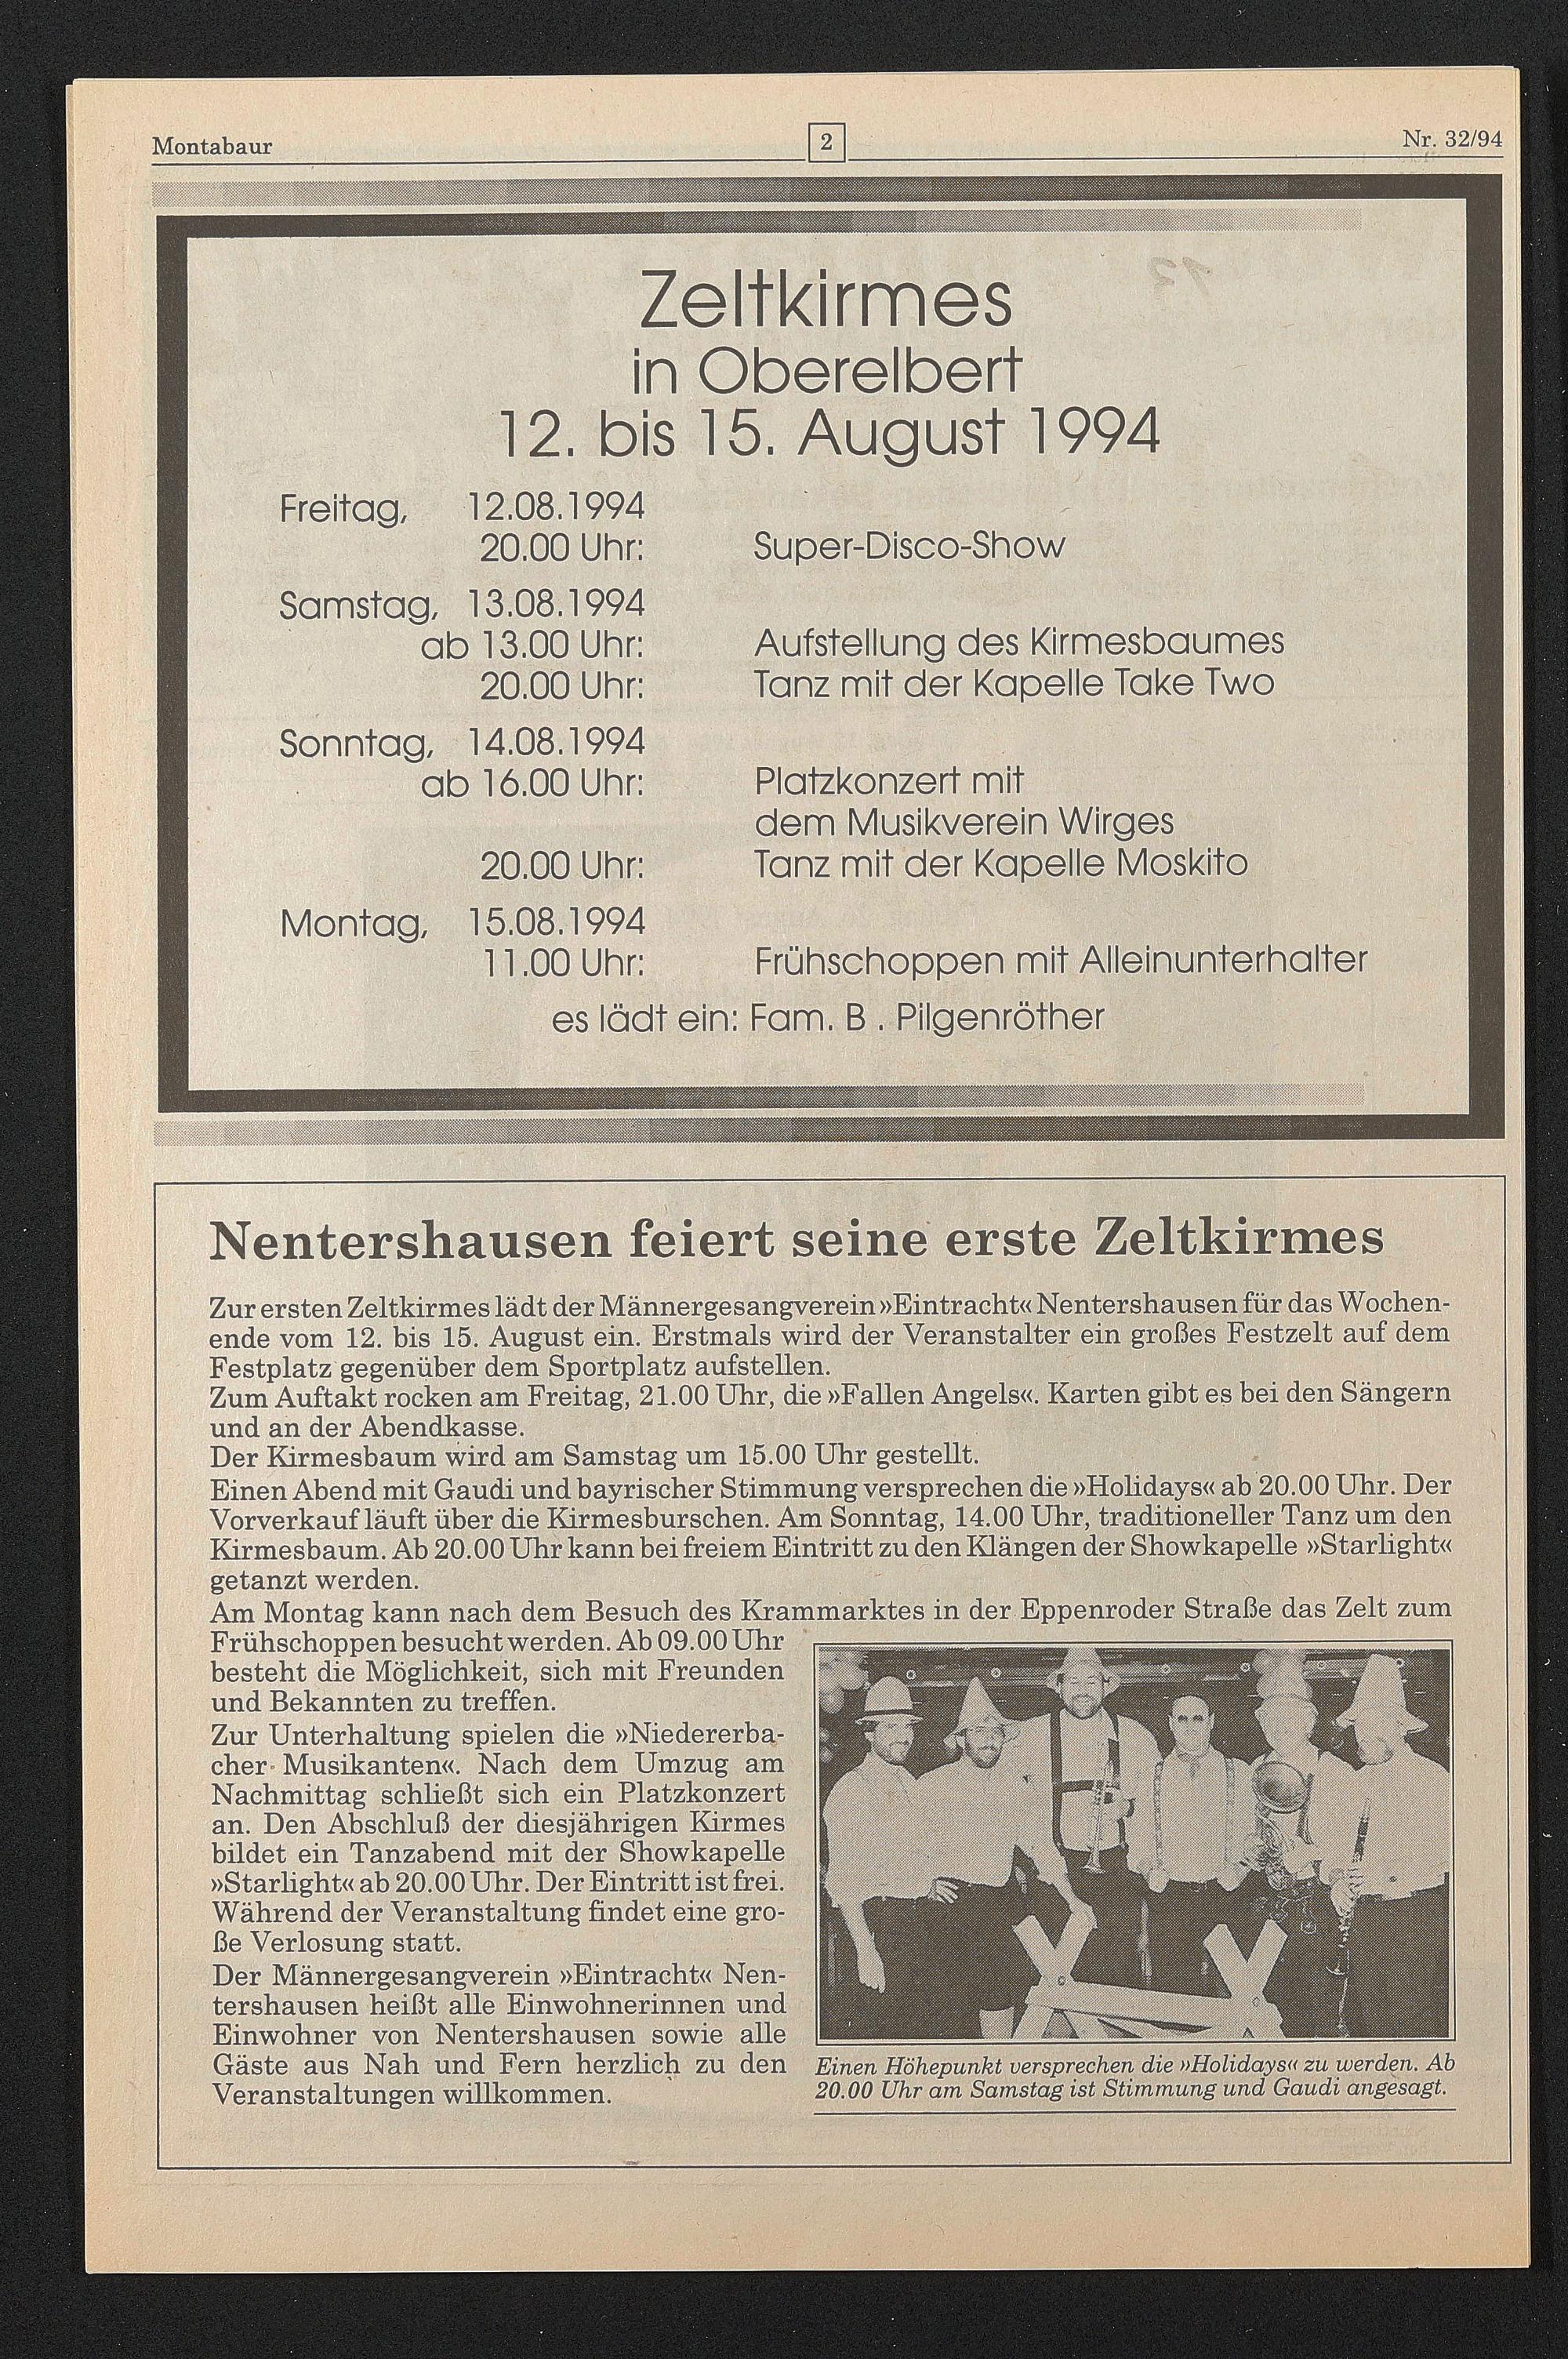 Montabaur
2
Nr. 32/94
Zeltkirmes
in Oberelbert
12. bis 15. August 1994
Freitag, 12.08.1994
20.00 Uhr: Super-Disco-Show
Samstag, 13.08.1994
ab 13.00 Uhr: Aufstellung des Kirmesbaumes
20.00 Uhr: Tanz mit der Kapelle Take Two
Sonntag, 14.08.1994
ab 16.00 Uhr: Platzkonzert mit
dem Musikverein Wirges
20.00 Uhr: Tanz mit der Kapelle Moskito
Montag, 15.08.1994
11.00 Uhr: Frühschoppen mit Alleinunterhalter
es lädt ein: Fam. B . Pilgenröther
Nentershausen feiert seine erste Zeltkirmes
Zur ersten Zeltkirmes lädt der Männergesangverein »Eintracht« Nentershausen für das Wochen-
ende vom 12. bis 15. August ein. Erstmals wird der Veranstalter ein großes Festzelt auf dem
Festplatz gegenüber dem Sportplatz aufstellen.
Zum Auftakt rocken am Freitag, 21.00 Uhr, die »Fallen Angels«. Karten gibt es bei den Sängern
und an der Abendkasse.
Der Kirmesbaum wird am Samstag um 15.00 Uhr gestellt.
Einen Abend mit Gaudi und bayrischer Stimmung versprechen die »Holidays« ab 20.00 Uhr. Der
Vorverkauf läuft über die Kirmesburschen. Am Sonntag, 14.00 Uhr, traditioneller Tanz um den
Kirmesbaum. Ab 20.00 Uhr kann bei freiem Eintritt zu den Klängen der Showkapelle »Starlight«
getanzt werden.
Am Montag kann nach dem Besuch des Krammarktes in der Eppenroder Straße das Zelt zum
Frühschoppen besucht werden. Ab 09.00 Uhr
besteht die Möglichkeit, sich mit Freunden
und Bekannten zu treffen.
Zur Unterhaltung spielen die »Niedererba-
cher Musikanten«. Nach dem Umzug am
Nachmittag schließt sich ein Platzkonzert
an. Den Abschluß der diesjährigen Kirmes
bildet ein Tanzabend mit der Showkapelle
»Starlight« ab 20.00 Uhr. Der Eintritt ist frei.
Während der Veranstaltung findet eine gro-
ße Verlosung statt.
Der Männergesangverein »Eintracht« Nen-
tershausen heißt alle Einwohnerinnen und
Einwohner von Nentershausen sowie alle
Gäste aus Nah und Fern herzlich zu den
Veranstaltungen willkommen.
Einen Höhepunkt versprechen die »Holidays« zu werden. Ab
20.00 Uhr am Samstag ist Stimmung und Gaudi angesagt.